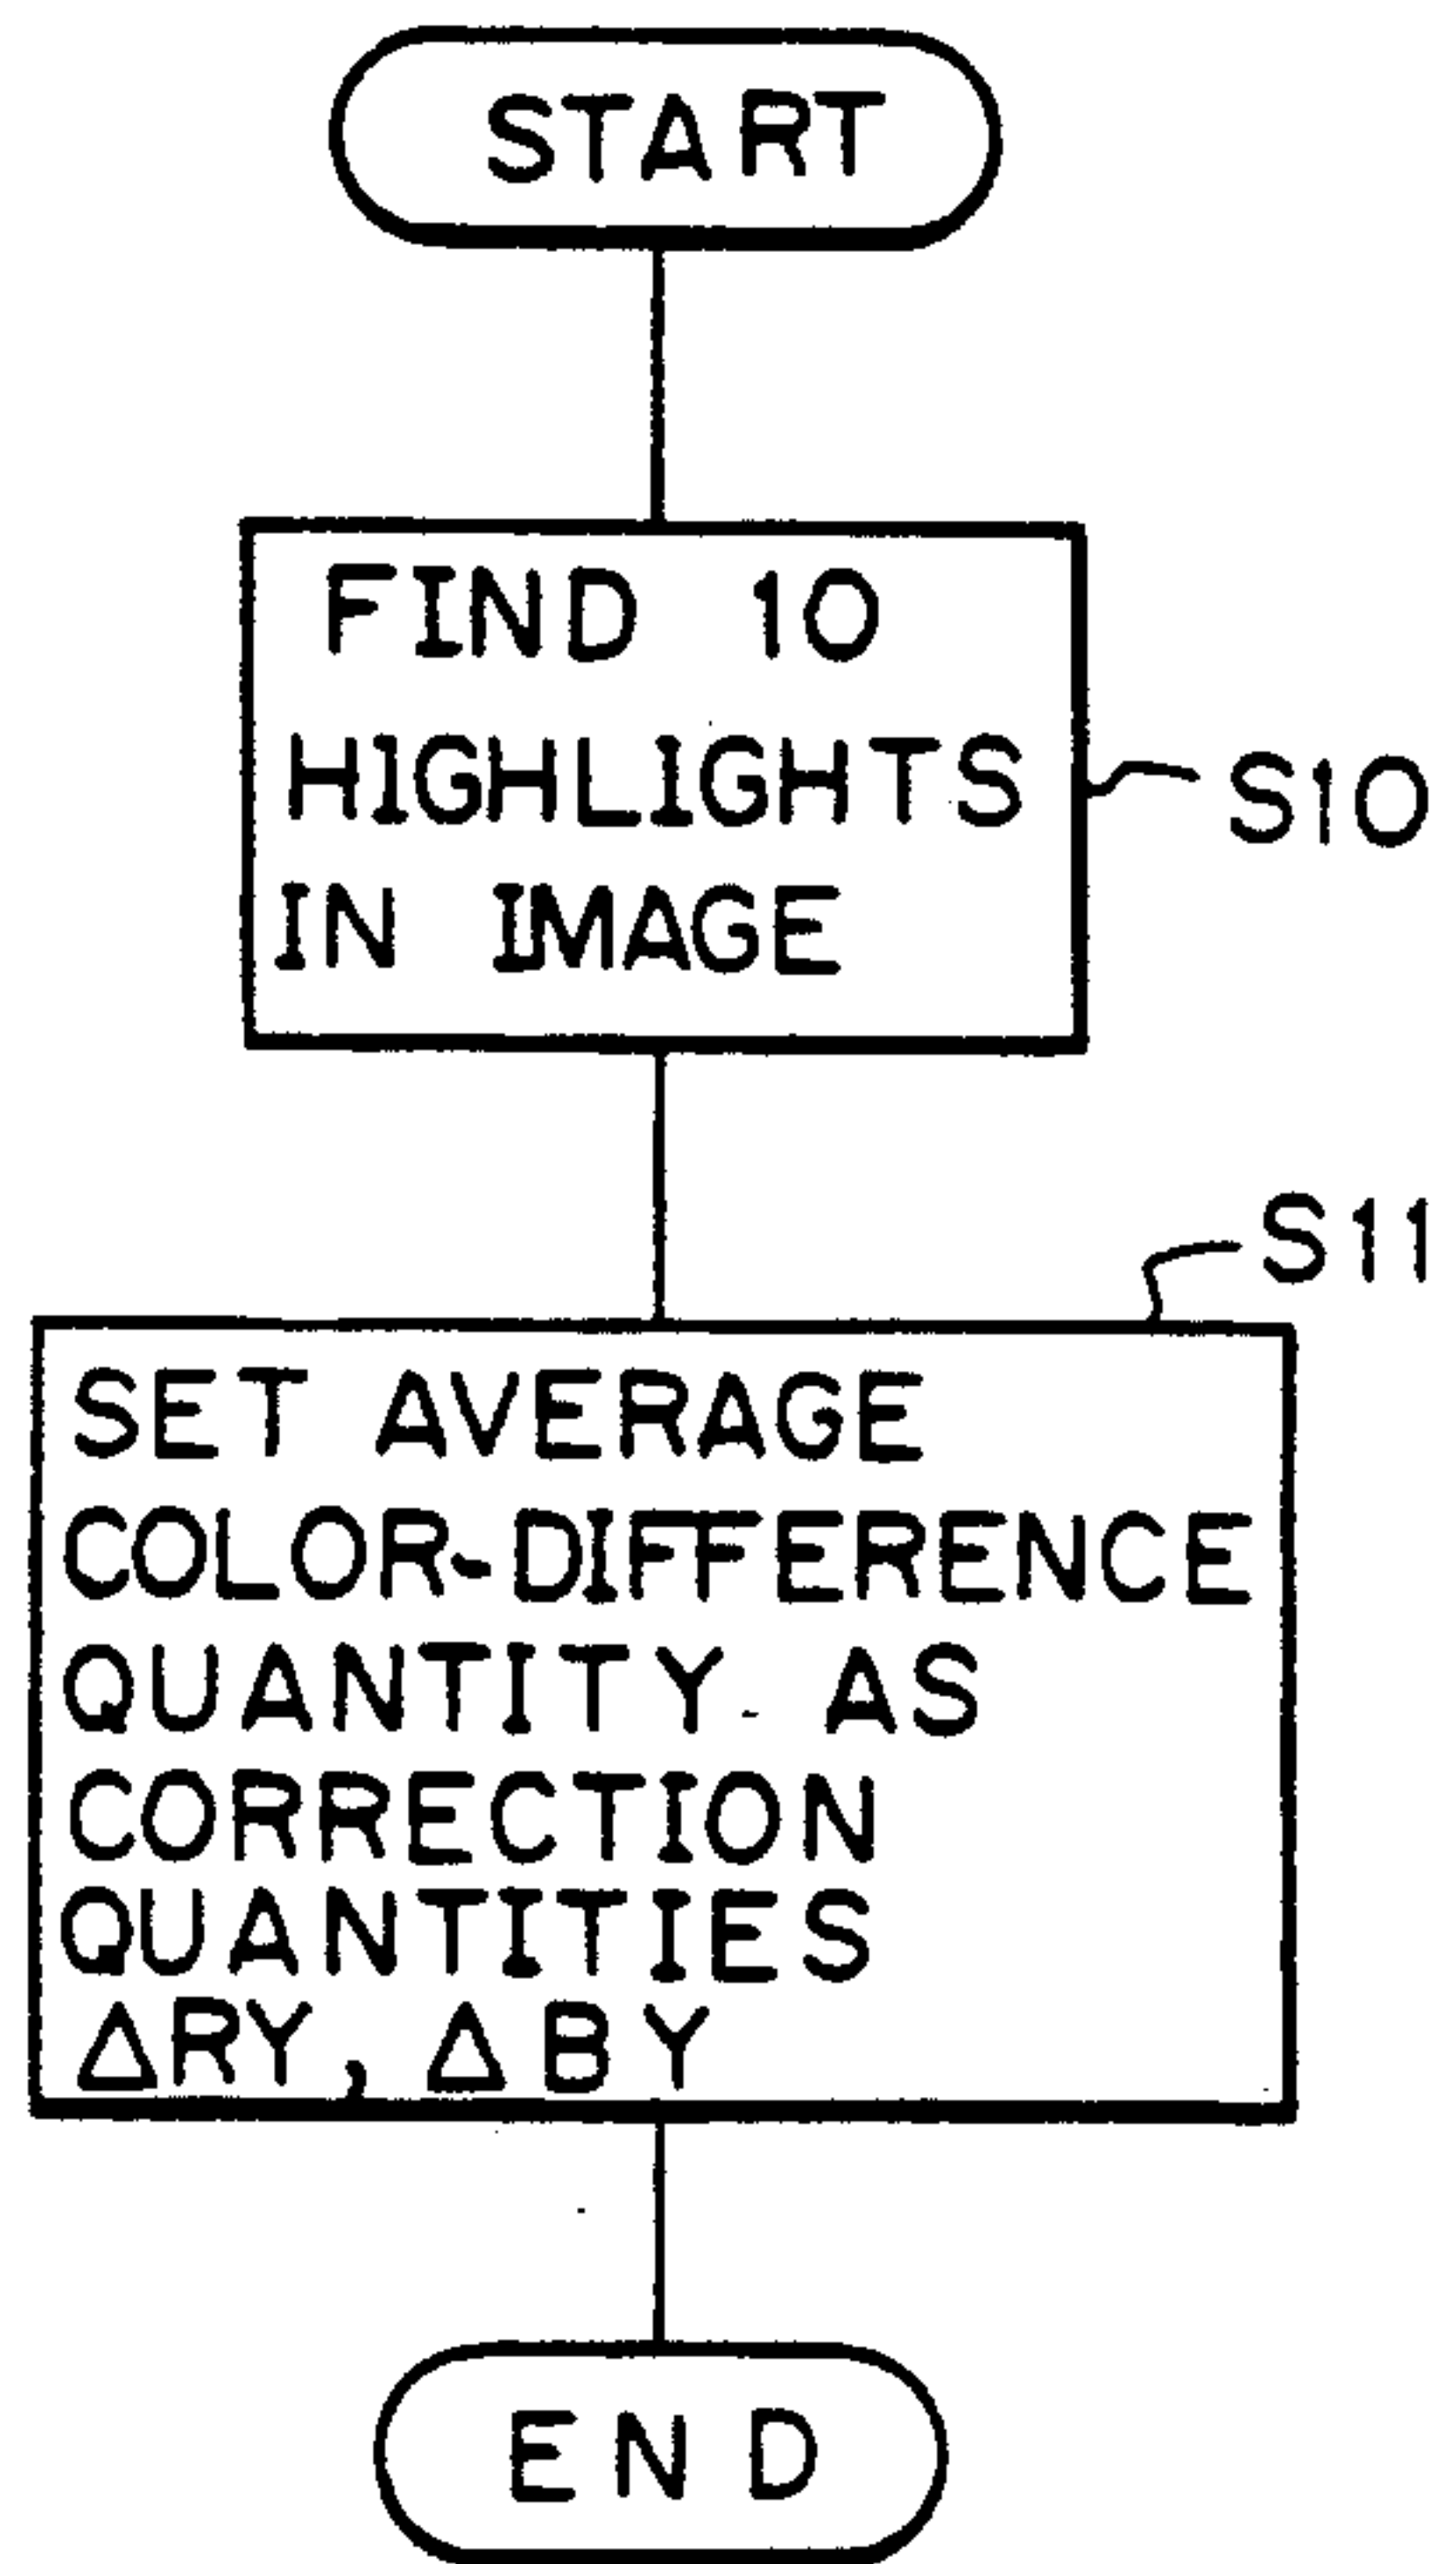 START
FIND 10
HIGHLIGHTS
IN IMAGE
S10
S11
SET AVERAGE
COLOR-DIFFERENCE
QUANTITY AS
CORRECTION
QUANTITIES
ΔRY, ΔBY
END